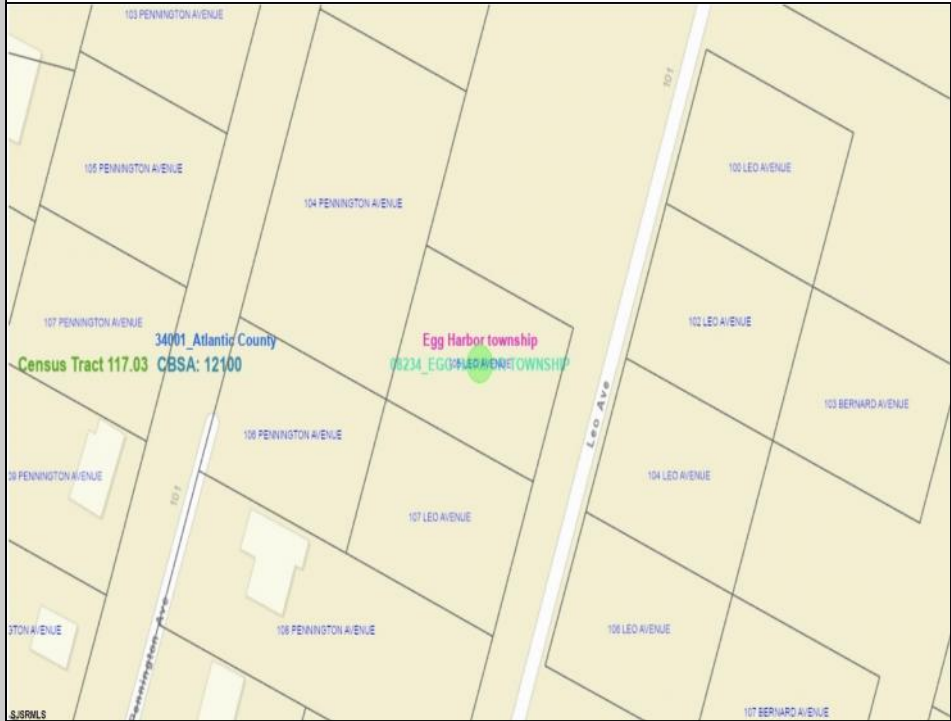 103 PENNINGTON AVENUE
101
105 PENNINGTON AVENUE
100 LEO AVENUE
104 PENNINGTON AVENUE
107 PENNINGTON AVENUE
102 LEO AVENUE
34001_Atlantic County
Egg Harbor township
Census Tract 117.03 CBSA: 12100
08234_EGG TOWNSHIP
Leo Ave
103 BERNARD AVENUE
106 PENNINGTON AVENUE
PENNINGTON AVENUE
104 LEO AVENUE
101
107 LEO AVENUE
AVENUE
108 PENNINGTON AVENUE
106 LEO AVENUE
Pennington Ave
107 BERNARD AVENUE
SJSRMLS